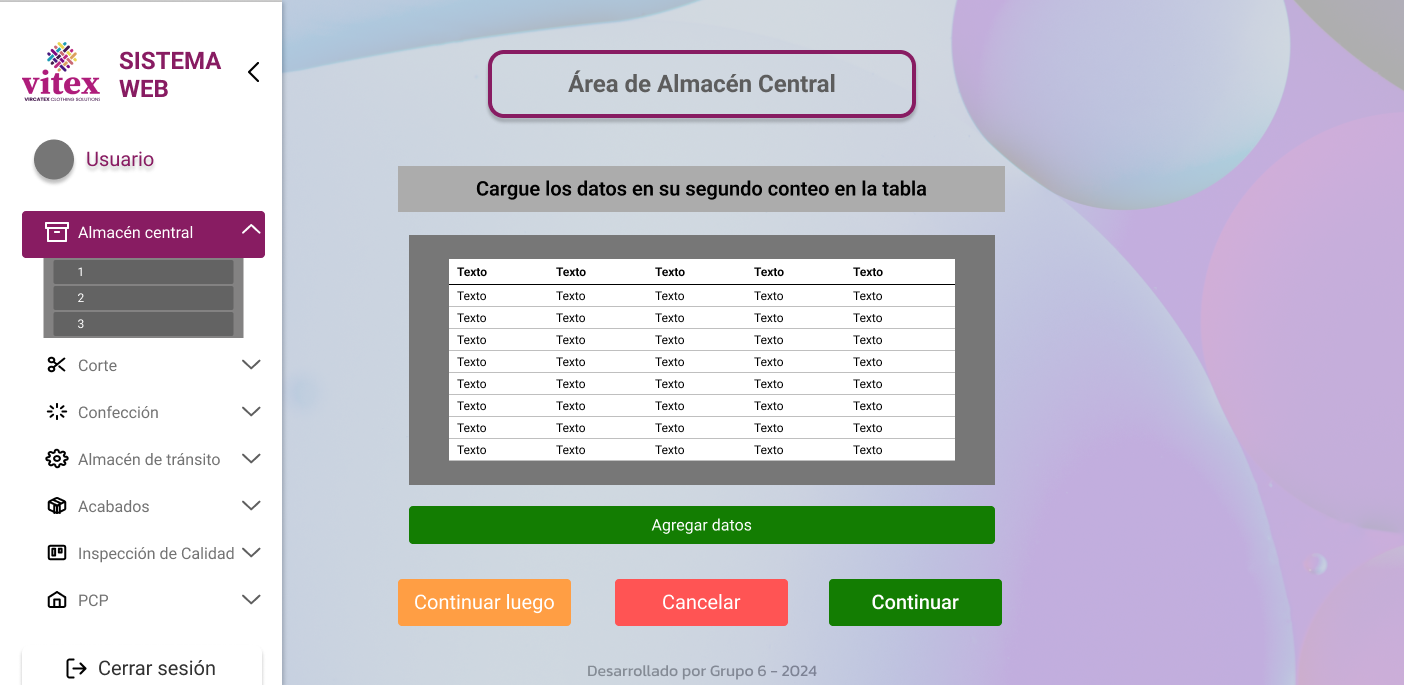 vitex
VIRCATEX CLOTHING SOLUTIONS
SISTEMA
WEB
Usuario
Almacén central
1
2
3
Corte
Confección
Almacén de tránsito
Acabados
Inspección de Calidad
PCP
Cerrar sesión
Área de Almacén Central
Cargue los datos en su segundo conteo en la tabla
Texto Texto Texto Texto Texto
Texto Texto Texto Texto Texto
Texto Texto Texto Texto Texto
Texto Texto Texto Texto Texto
Texto Texto Texto Texto Texto
Texto Texto Texto Texto Texto
Texto Texto Texto Texto Texto
Texto Texto Texto Texto Texto
Texto Texto Texto Texto Texto
Agregar datos
Continuar luego
Cancelar
Continuar
Desarrollado por Grupo 6 - 2024